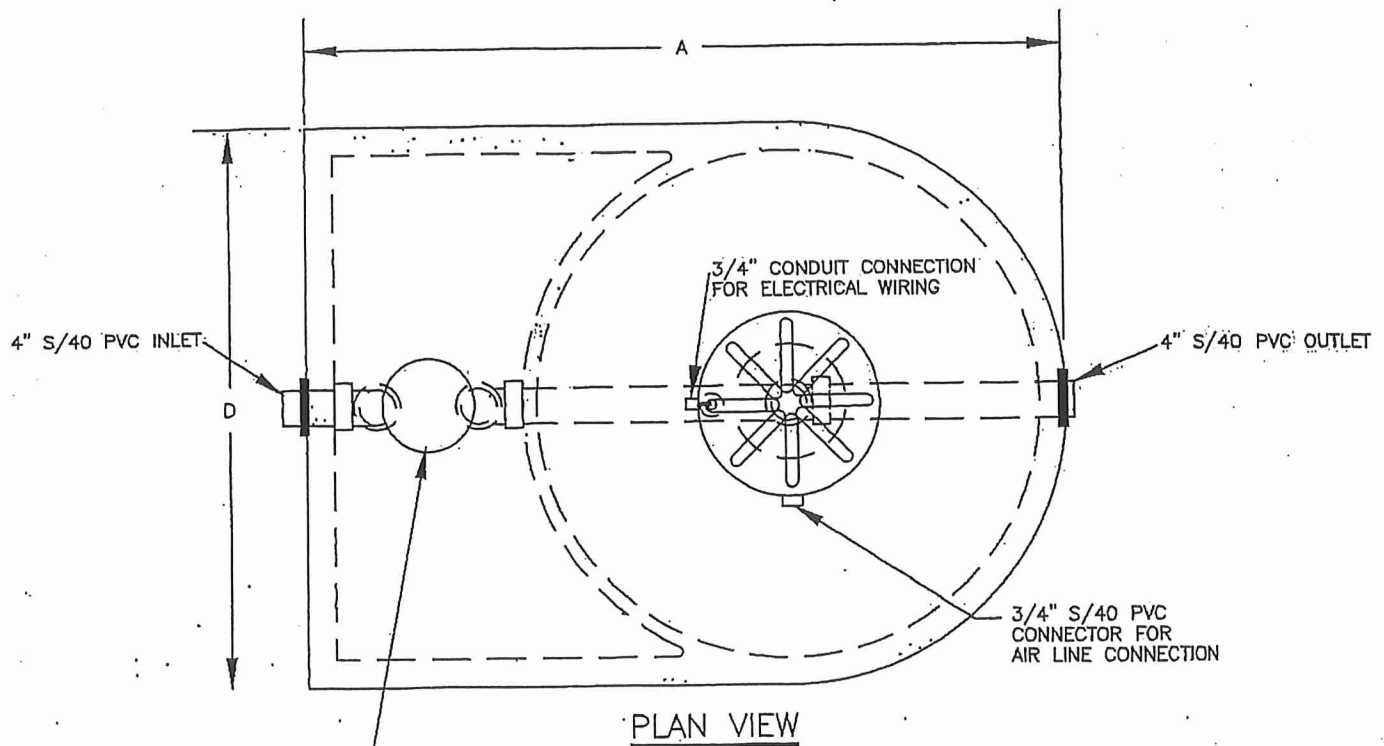 A
3/4" CONDUIT CONNECTION
FOR ELECTRICAL WIRING
4" S/40 PVC INLET
4" S/40 PVC OUTLET
D
3/4" S/40 PVC
CONNECTOR FOR
AIR LINE CONNECTION
PLAN VIEW